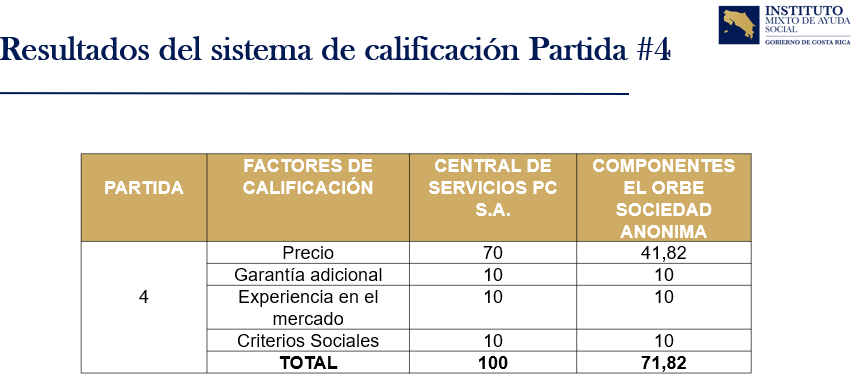 INSTITUTO
MIXTO DE AYUDA
SOCIAL
GOBIERNO DE COSTA RICA
Resultados del sistema de calificación Partida #4
PARTIDA
FACTORES DE
CALIFICACIÓN
CENTRAL DE
SERVICIOS PC
S.A.
COMPONENTES
EL ORBE
SOCIEDAD
ANONIMA
4
Precio 70 41,82
Garantía adicional 10 10
Experiencia en el
mercado
10 10
Criterios Sociales 10 10
TOTAL 100 71,82